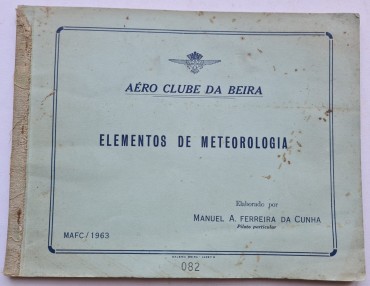 AÉRO CLUBE DA BEIRA
ELEMENTOS DE METEOROLOGIA
Elaborado por
MANUEL A. FERREIRA DA CUNHA
Piloto particular
MAFC/1963
082